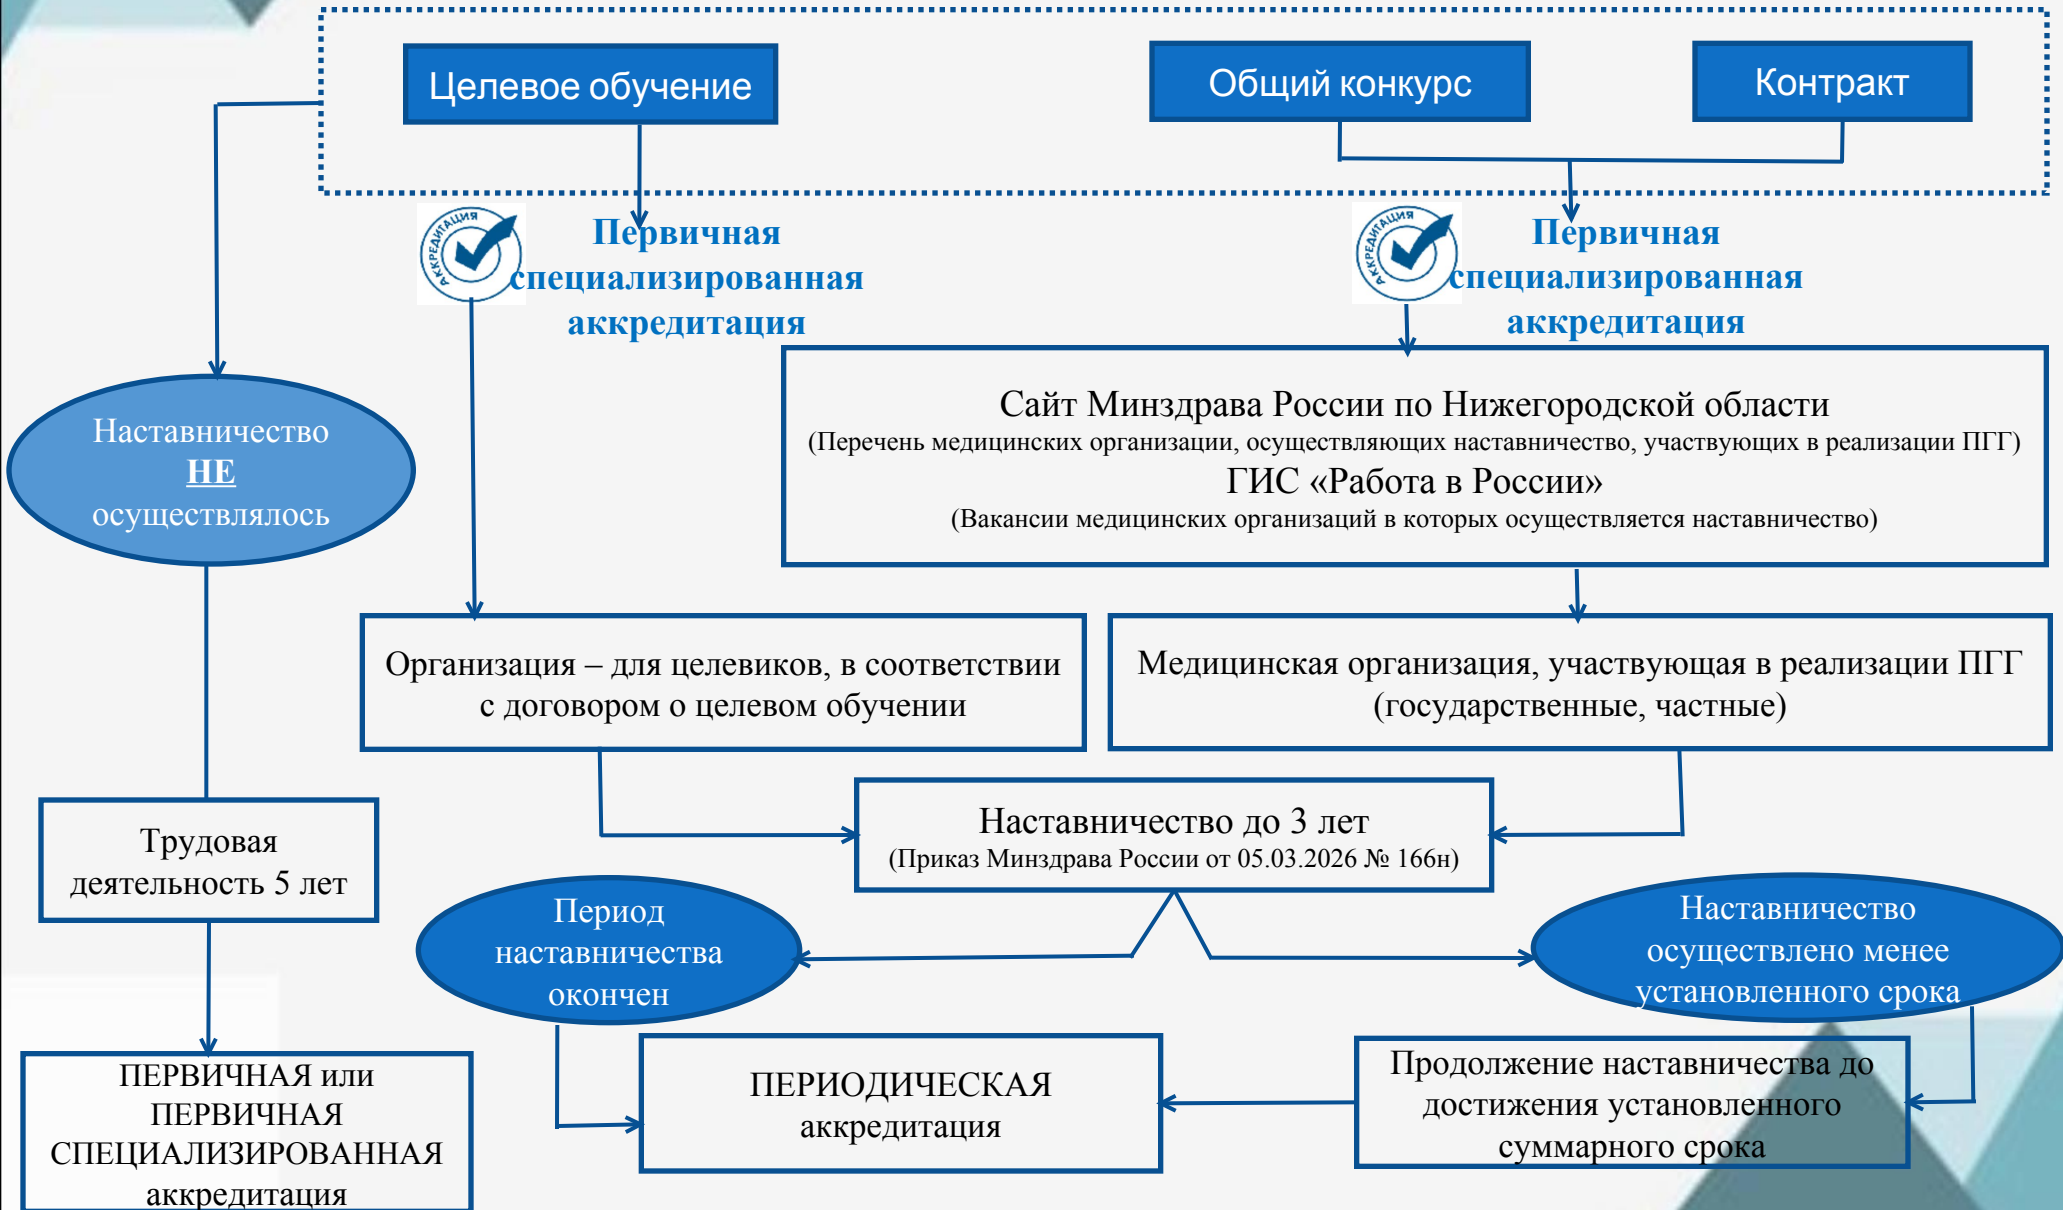 Целевое обучение
Общий конкурс
Контракт
АККРЕДИТАЦИЯ
Первичная
специализированная
аккредитация
АККРЕДИТАЦИЯ
Первичная
специализированная
аккредитация
Наставничество
НЕ
осуществлялось
Сайт Минздрава России по Нижегородской области
(Перечень медицинских организации, осуществляющих наставничество, участвующих в реализации ПГГ)
ГИС «Работа в России»
(Вакансии медицинских организаций в которых осуществляется наставничество)
Организация – для целевиков, в соответствии
с договором о целевом обучении
Медицинская организация, участвующая в реализации ПГГ
(государственные, частные)
Трудовая
деятельность 5 лет
Наставничество до 3 лет
(Приказ Минздрава России от 05.03.2026 № 166н)
Период
наставничества
окончен
Наставничество
осуществлено менее
установленного срока
ПЕРВИЧНАЯ или
ПЕРВИЧНАЯ
СПЕЦИАЛИЗИРОВАННАЯ
аккредитация
ПЕРИОДИЧЕСКАЯ
аккредитация
Продолжение наставничества до
достижения установленного
суммарного срока